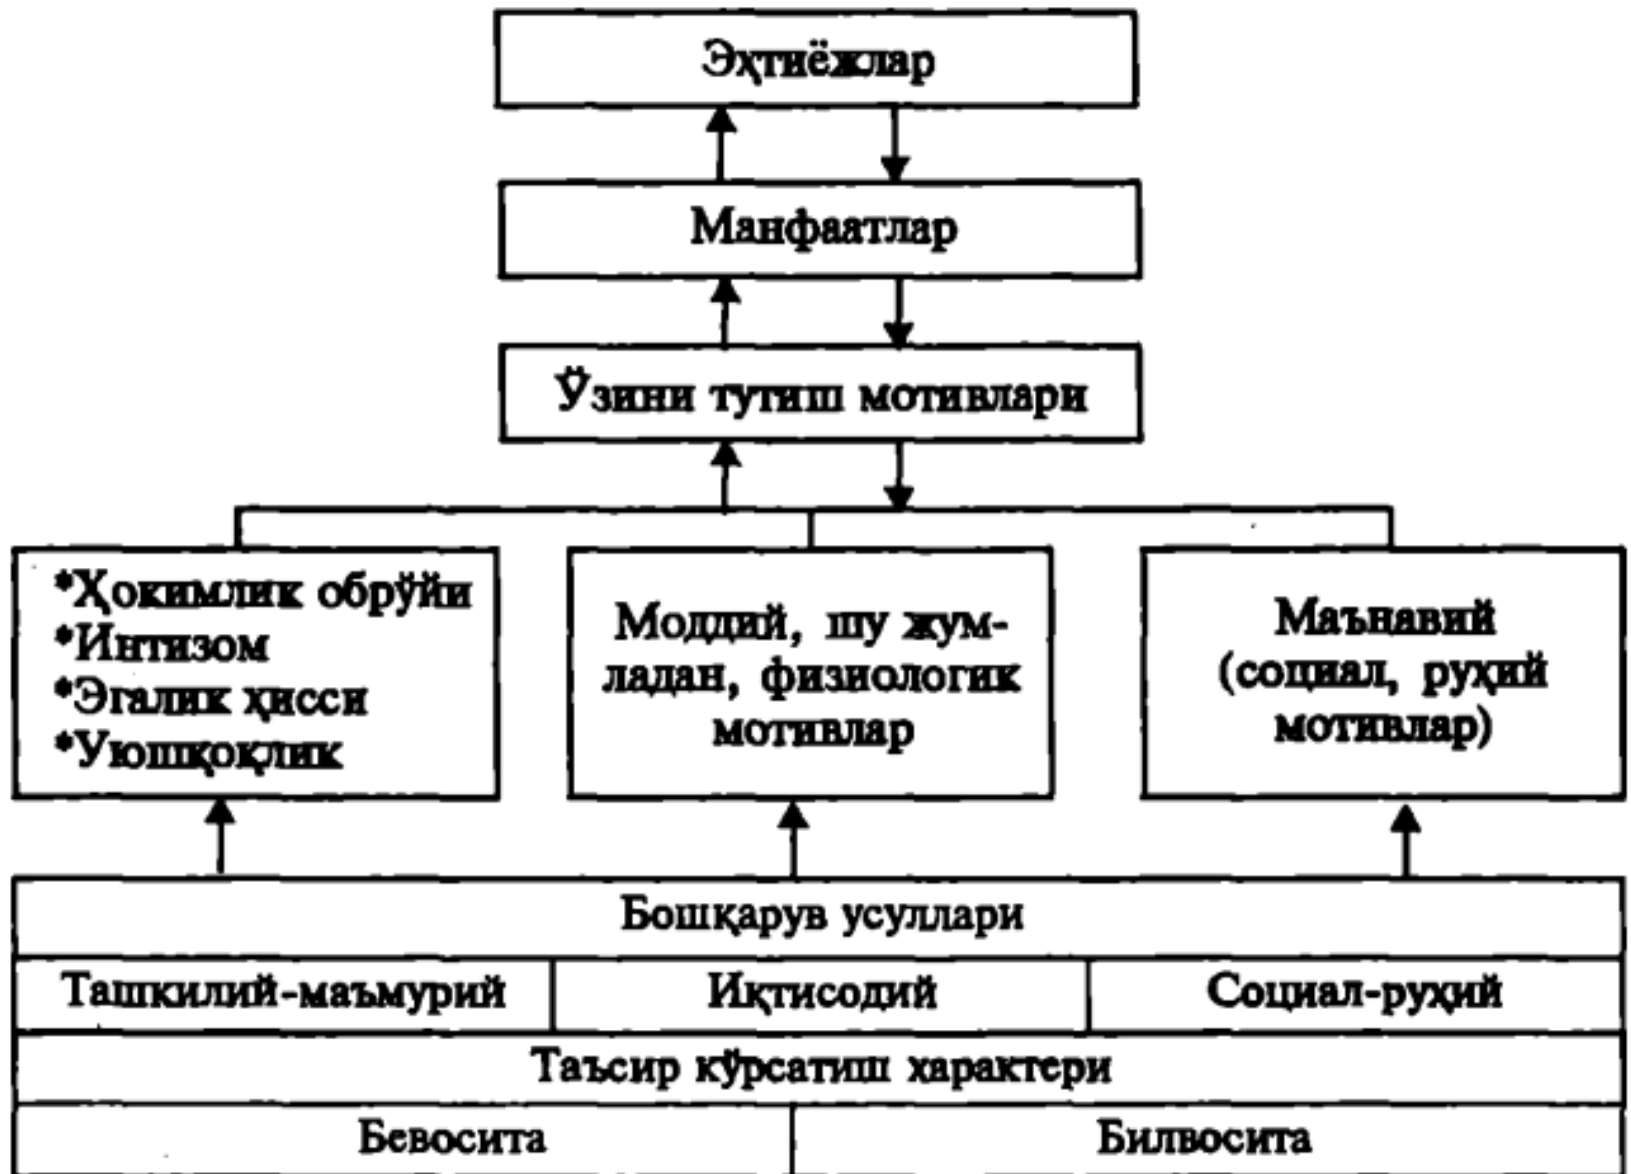 Эҳтиёжлар
Манфаатлар
Ўзини тутиш мотивлари
*Ҳокимлик обрўйи
*Интизом
*Эгалик ҳисси
*Уюшқоқлик
Моддий, шу жум-
ладан, физиологик
мотивлар
Маънавий
(социал, руҳий
мотивлар)
Бошқарув усуллари
Ташкилий-маъмурий
Иқтисодий
Социал-руҳий
Таъсир кўрсатиш характери
Бевосита
Билвосита